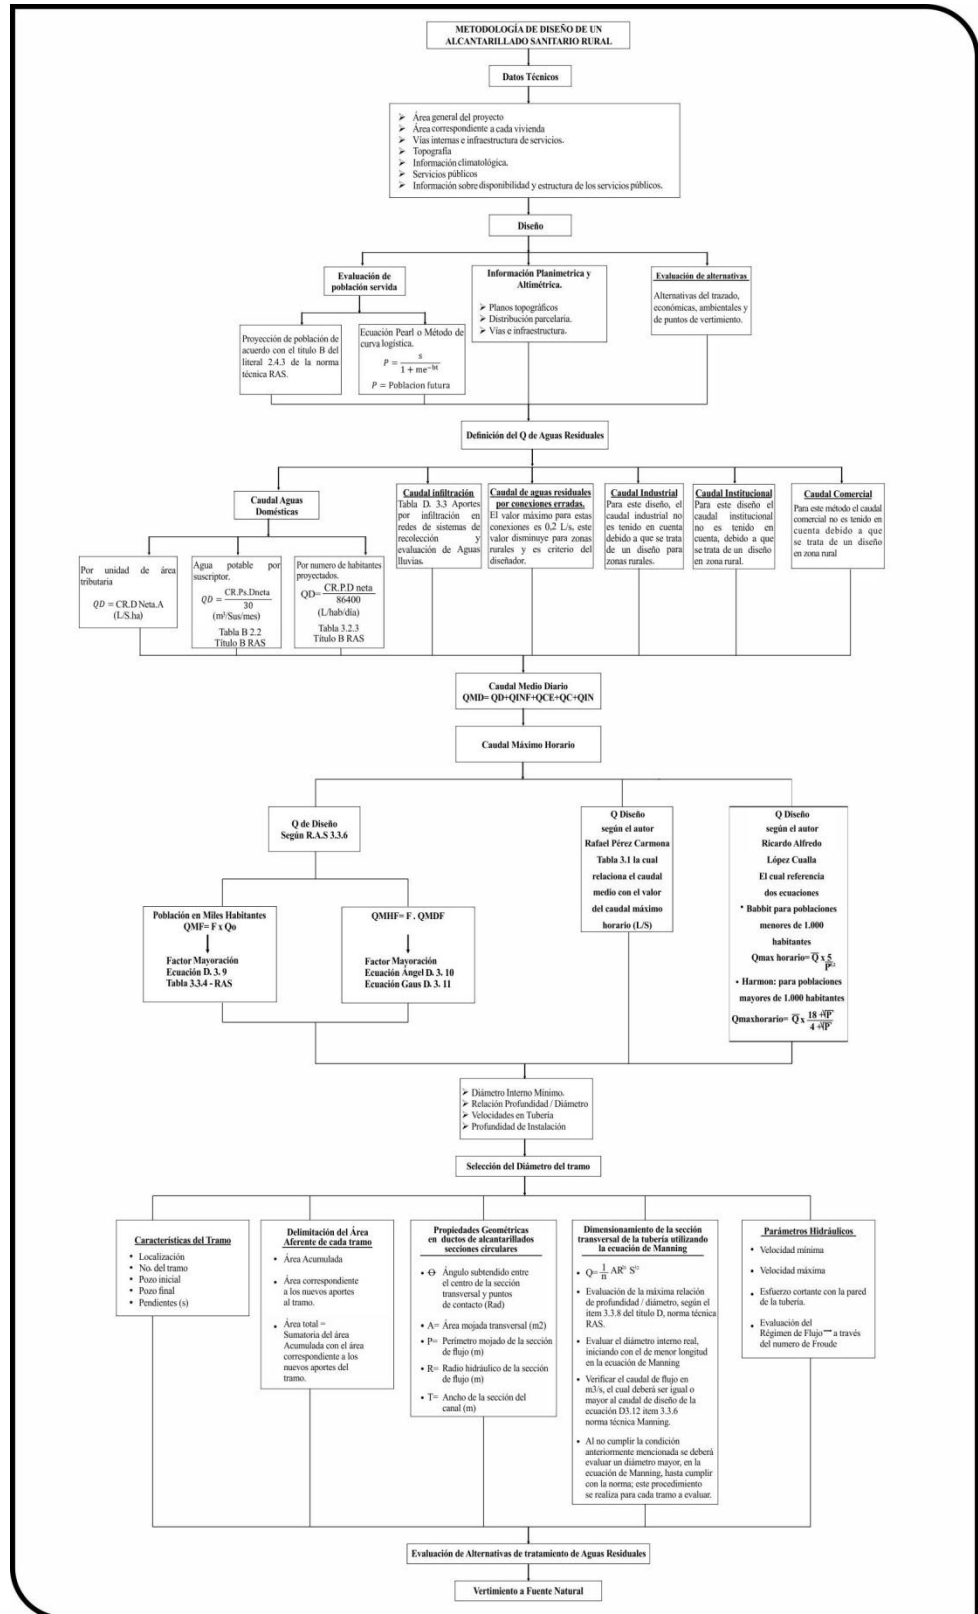 METODOLOGÍA DE DISEÑO DE UN
ALCANTARILLADO SANITARIO RURAL
Datos Técnicos
➢ Área general del proyecto
➢ Área correspondiente a cada vivienda
➢ Vías internas e infraestructura de servicios.
➢ Topografía
➢ Información climatológica.
➢ Servicios públicos
➢ Información sobre disponibilidad y estructura de los servicios públicos.
Diseño
Evaluación de
población servida
Proyección de población de
acuerdo con el titulo B del
literal 2.4.3 de la norma
técnica RAS.
Ecuación Pearl o Método de
curva logística.
P = s / (1 + me^-bt)
P = Poblacion futura
Información Planimetrica y
Altimétrica.
➢ Planos topográficos
➢ Distribución parcelaria.
➢ Vías e infraestructura.
Evaluación de alternativas
Alternativas del trazado,
económicas, ambientales y
de puntos de vertimiento.
Definición del Q de Aguas Residuales
Caudal Aguas
Domésticas
Por unidad de área
tributaria
QD = CR.D Neta.A
(L/S.ha)
Agua potable por
suscriptor.
QD = CR.Ps.Dneta / 30
(m³/Sus/mes)
Tabla B 2.2
Título B RAS
Por numero de habitantes
proyectados.
QD= CR.P.D neta / 86400
(L/hab/día)
Tabla 3.2.3
Título B RAS
Caudal infiltración
Tabla D. 3.3 Aportes
por infiltración en
redes de sistemas de
recolección y
evaluación de Aguas
lluvias.
Caudal de aguas residuales
por conexiones erradas.
El valor máximo para estas
conexiones es 0,2 L/s, este
valor disminuye para zonas
rurales y es criterio del
diseñador.
Caudal Industrial
Para este diseño, el
caudal industrial no
es tenido en cuenta
debido a que se trata
de un diseño para
zonas rurales.
Caudal Institucional
Para este diseño el
caudal institucional
no es tenido en
cuenta, debido a que
se trata de un diseño
en zona rural.
Caudal Comercial
Para este método el caudal
comercial no es tenido en
cuenta debido a que
se trata de un diseño
en zona rural
Caudal Medio Diario
QMD= QD+QINF+QCE+QC+QIN
Caudal Máximo Horario
Q de Diseño
Según R.A.S 3.3.6
Población en Miles Habitantes
QMF= F x Qo
Factor Mayoración
Ecuación D. 3. 9
Tabla 3.3.4 - RAS
QMHF= F . QMDF
Factor Mayoración
Ecuación Ángel D. 3. 10
Ecuación Gaus D. 3. 11
Q Diseño
según el autor
Rafael Pérez Carmona
Tabla 3.1 la cual
relaciona el caudal
medio con el valor
del caudal máximo
horario (L/S)
Q Diseño
según el autor
Ricardo Alfredo
López Cualla
El cual referencia
dos ecuaciones
• Babbit para poblaciones
menores de 1.000
habitantes
Qmax horario= Q̅ x 5 / P
• Harmon: para poblaciones
mayores de 1.000 habitantes
Qmaxhorario= Q̅ x (18 +√P) / (4 +√P)
➢ Diámetro Interno Mínimo.
➢ Relación Profundidad / Diámetro
➢ Velocidades en Tubería
➢ Profundidad de Instalación
Selección del Diámetro del tramo
Características del Tramo
• Localización
• No. del tramo
• Pozo inicial
• Pozo final
• Pendientes (s)
Delimitación del Área
Aferente de cada tramo
• Área Acumulada
• Área correspondiente
a los nuevos aportes
al tramo.
• Área total =
Sumatoria del área
Acumulada con el área
correspondiente a los
nuevos aportes del
tramo.
Propiedades Geométricas
en ductos de alcantarillados
secciones circulares
• Θ Ángulo subtendido entre
el centro de la sección
transversal y puntos
de contacto (Rad)
• A= Área mojada transversal (m2)
• P= Perímetro mojado de la sección
de flujo (m)
• R= Radio hidráulico de la sección
de flujo (m)
• T= Ancho de la sección del
canal (m)
Dimensionamiento de la sección
transversal de la tubería utilizando
la ecuación de Manning
• Q= 1/n AR²/³ S¹/²
• Evaluación de la máxima relación
de profundidad / diámetro, según el
item 3.3.8 del título D, norma técnica
RAS.
• Evaluar el diámetro interno real,
iniciando con el de menor longitud
en la ecuación de Manning
• Verificar el caudal de flujo en
m3/s, el cual deberá ser igual o
mayor al caudal de diseño de la
ecuación D3.12 item 3.3.6
norma técnica Manning.
• Al no cumplir la condición
anteriormente mencionada se deberá
evaluar un diámetro mayor, en la
ecuación de Manning, hasta cumplir
con la norma; este procedimiento
se realiza para cada tramo a evaluar.
Parámetros Hidráulicos
• Velocidad mínima
• Velocidad máxima
• Esfuerzo cortante con la pared
de la tubería.
• Evaluación del
Régimen de Flujo a través
del numero de Froude
Evaluación de Alternativas de tratamiento de Aguas Residuales
Vertimiento a Fuente Natural